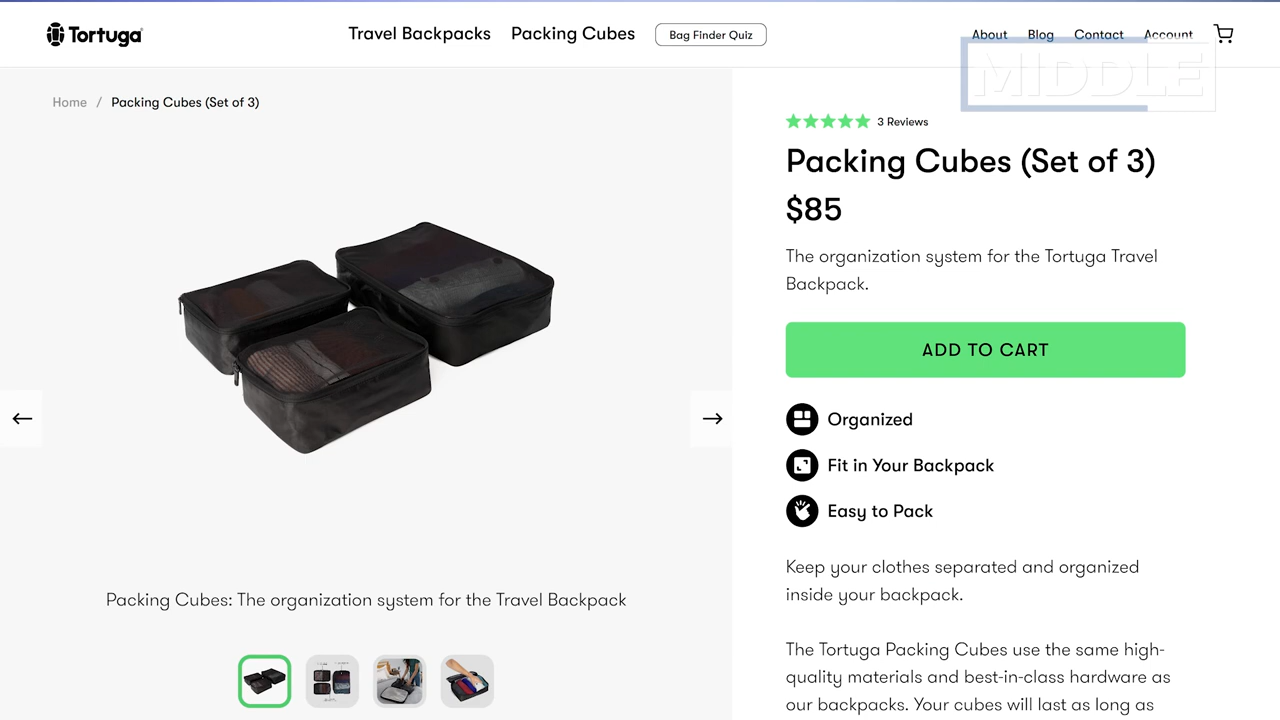 Tortuga
Travel Backpacks
Packing Cubes
Bag Finder Quiz
About
Blog
Contact
Account
MIDDLE
Home / Packing Cubes (Set of 3)
3 Reviews
Packing Cubes (Set of 3)
$85
The organization system for the Tortuga Travel
Backpack.
ADD TO CART
Organized
Fit in Your Backpack
Easy to Pack
Keep your clothes separated and organized
inside your backpack.
The Tortuga Packing Cubes use the same high-
quality materials and best-in-class hardware as
our backpacks. Your cubes will last as long as
Packing Cubes: The organization system for the Travel Backpack